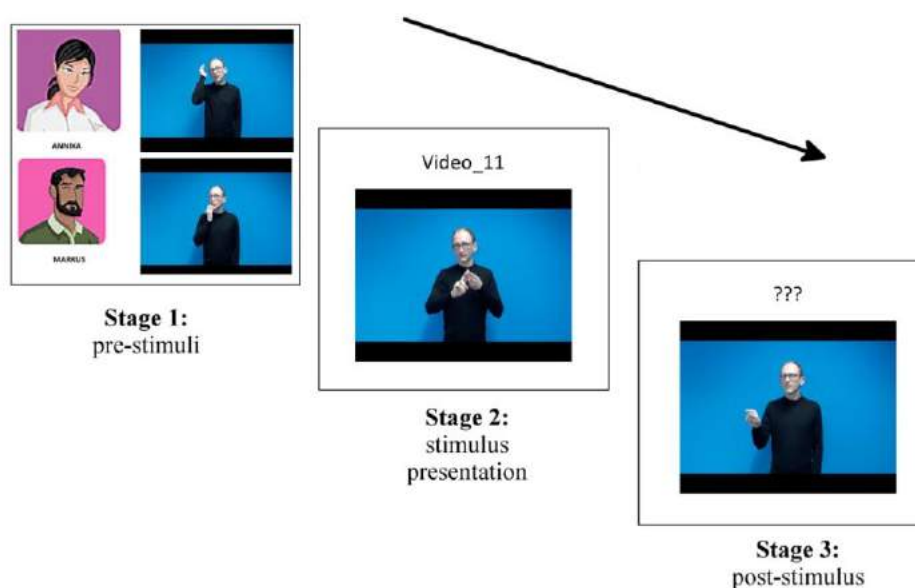 ANNIKA
MARKUS
Stage 1:
pre-stimuli
Video_11
Stage 2:
stimulus
presentation
???
Stage 3:
post-stimulus